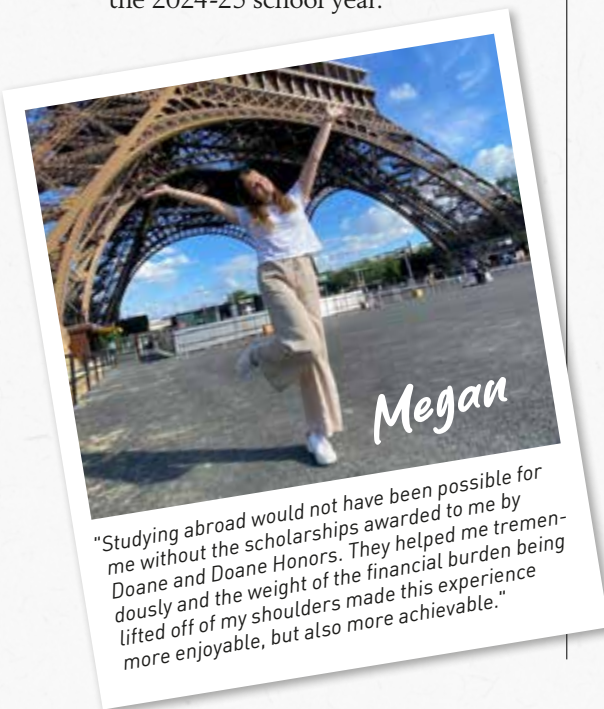 the 2024-25 school year.
Megan
"Studying abroad would not have been possible for
me without the scholarships awarded to me by
Doane and Doane Honors. They helped me tremen-
dously and the weight of the financial burden being
lifted off of my shoulders made this experience
more enjoyable, but also more achievable."